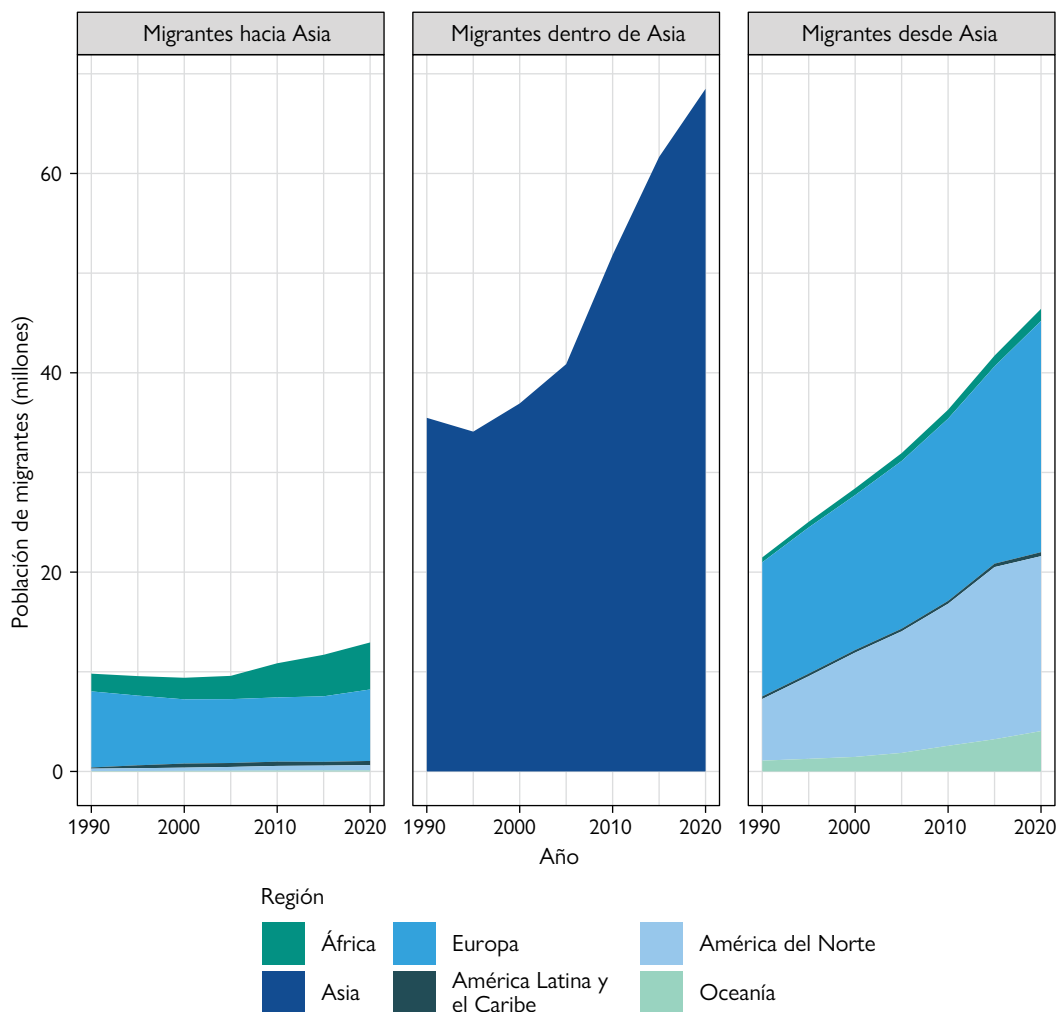 Migrantes hacia Asia
Migrantes dentro de Asia
Migrantes desde Asia
Población de migrantes (millones)
60
40
20
0
1990 2000 2010 2020
1990 2000 2010 2020
1990 2000 2010 2020
Año
Región
África
Europa
América del Norte
Asia
América Latina y
el Caribe
Oceanía